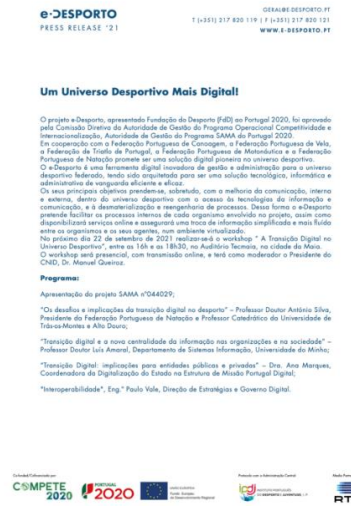 e-DESPORTO
PRESS RELEASE '21
GERAL@E-DESPORTO.PT
T (+351) 217 820 119 | F (+351) 217 820 121
WWW.E-DESPORTO.PT
Um Universo Desportivo Mais Digital!
O projeto e-Desporto, apresentado Fundação do Desporto (FdD) ao Portugal 2020, foi aprovado
pela Comissão Diretiva da Autoridade de Gestão do Programa Operacional Competitividade e
Internacionalização, Autoridade de Gestão do Programa SAMA do Portugal 2020.
Em cooperação com a Federação Portuguesa de Canoagem, a Federação Portuguesa de Vela,
a Federação de Triatlo de Portugal, a Federação Portuguesa de Motonáutica e a Federação
Portuguesa de Natação promete ser uma solução digital pioneira no universo desportivo.
O e-Desporto é uma ferramenta digital inovadora de gestão e administração para o universo
desportivo federado, tendo sido arquitetada para ser uma solução tecnológica, informática e
administrativa de vanguarda eficiente e eficaz.
Os seus principais objetivos prendem-se, sobretudo, com a melhoria da comunicação, interna
e externa, dentro do universo desportivo com o acesso às tecnologias da informação e
comunicação, e à desmaterialização e reengenharia de processos. Dessa forma o e-Desporto
pretende facilitar os processos internos de cada organismo envolvido no projeto, assim como
disponibilizará serviços online e assegurará uma troca de informação simplificada e mais fluída
entre os organismos e os seus agentes, num ambiente virtualizado.
No próximo dia 22 de setembro de 2021 realizar-se-á o workshop " A Transição Digital no
Universo Desportivo", entre as 16h e as 18h30, no Auditório Tecmaia, na cidade da Maia.
O workshop será presencial, com transmissão online, e terá como moderador o Presidente do
CNID, Dr. Manuel Queiroz.
Programa:
Apresentação do projeto SAMA nº044029;
"Os desafios e implicações da transição digital no desporto" – Professor Doutor António Silva,
Presidente da Federação Portuguesa de Natação e Professor Catedrático da Universidade de
Trás-os-Montes e Alto Douro;
"Transição digital e a nova centralidade da informação nas organizações e na sociedade" –
Professor Doutor Luís Amaral, Departamento de Sistemas Informação, Universidade do Minho;
"Transição Digital: implicações para entidades públicas e privadas" – Dra. Ana Marques,
Coordenadora da Digitalização do Estado na Estrutura de Missão Portugal Digital;
"Interoperabilidade", Eng.º Paulo Vale, Direção de Estratégias e Governo Digital.
COMPETE
2020
PORTUGAL
2020